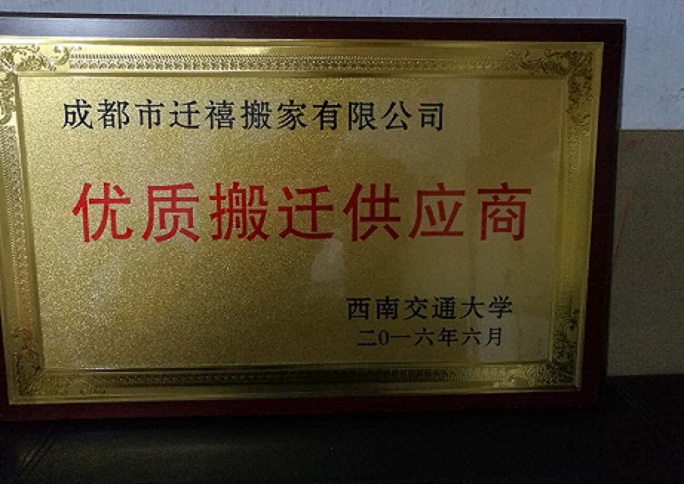 成都市迁禧搬家有限公司
优质搬迁供应商
西南交通大学
二0一六年六月